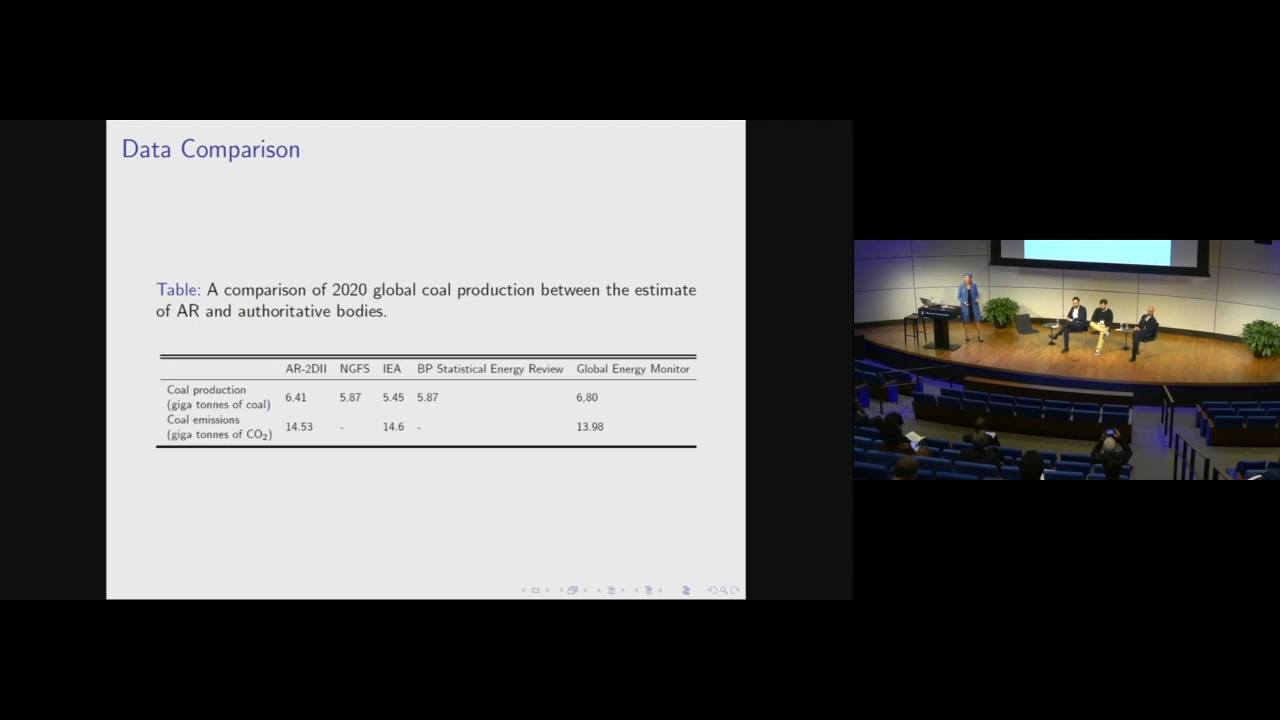 Data Comparison
Table: A comparison of 2020 global coal production between the estimate
of AR and authoritative bodies.
AR-2DII NGFS IEA BP Statistical Energy Review Global Energy Monitor
Coal production
(giga tonnes of coal) 6.41 5.87 5.45 5.87 6,80
Coal emissions
(giga tonnes of CO₂) 14.53 - 14.6 - 13.98